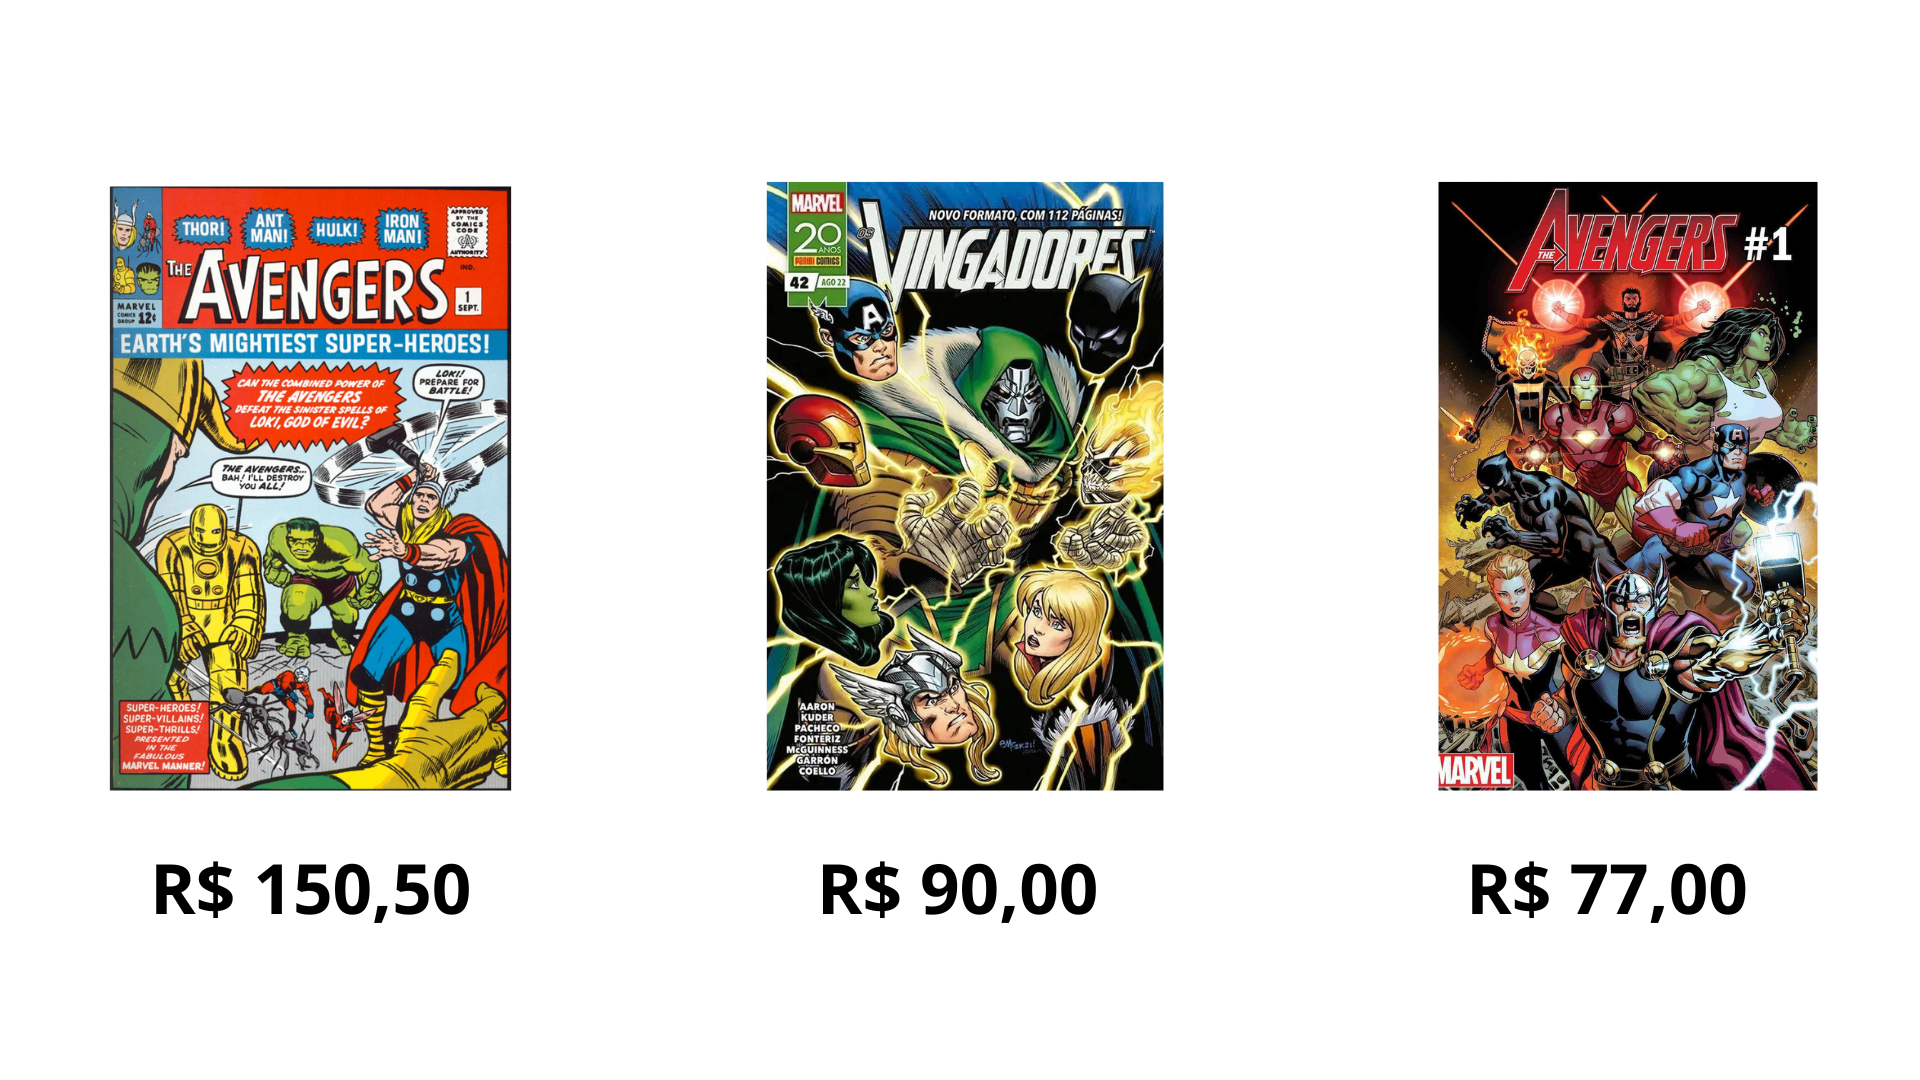 THOR!
ANT
MAN!
HULK!
IRON
MAN!
APPROVED
BY THE
COMICS
CODE
AUTHORITY
IND.
THE AVENGERS
1
SEPT.
MARVEL
COMICS
GROUP
12¢
EARTH'S MIGHTIEST SUPER-HEROES!
CAN THE COMBINED POWER OF
THE AVENGERS
DEFEAT THE SINISTER SPELLS OF
LOKI, GOD OF EVIL?
LOKI!
PREPARE FOR
BATTLE!
THE AVENGERS...
BAH! I'LL DESTROY
YOU ALL!
SUPER-HEROES!
SUPER-VILLAINS!
SUPER-THRILLS!
PRESENTED
IN THE
FABULOUS
MARVEL MANNER!
R$ 150,50
MARVEL
20
ANOS
PANINI COMICS
42
AGO 22
NOVO FORMATO, COM 112 PÁGINAS!
OS VINGADORES
A
AARON
KUDER
PACHECO
FONTERIZ
McGUINNESS
GARRÓN
COELLO
R$ 90,00
THE AVENGERS #1
A
MARVEL
R$ 77,00